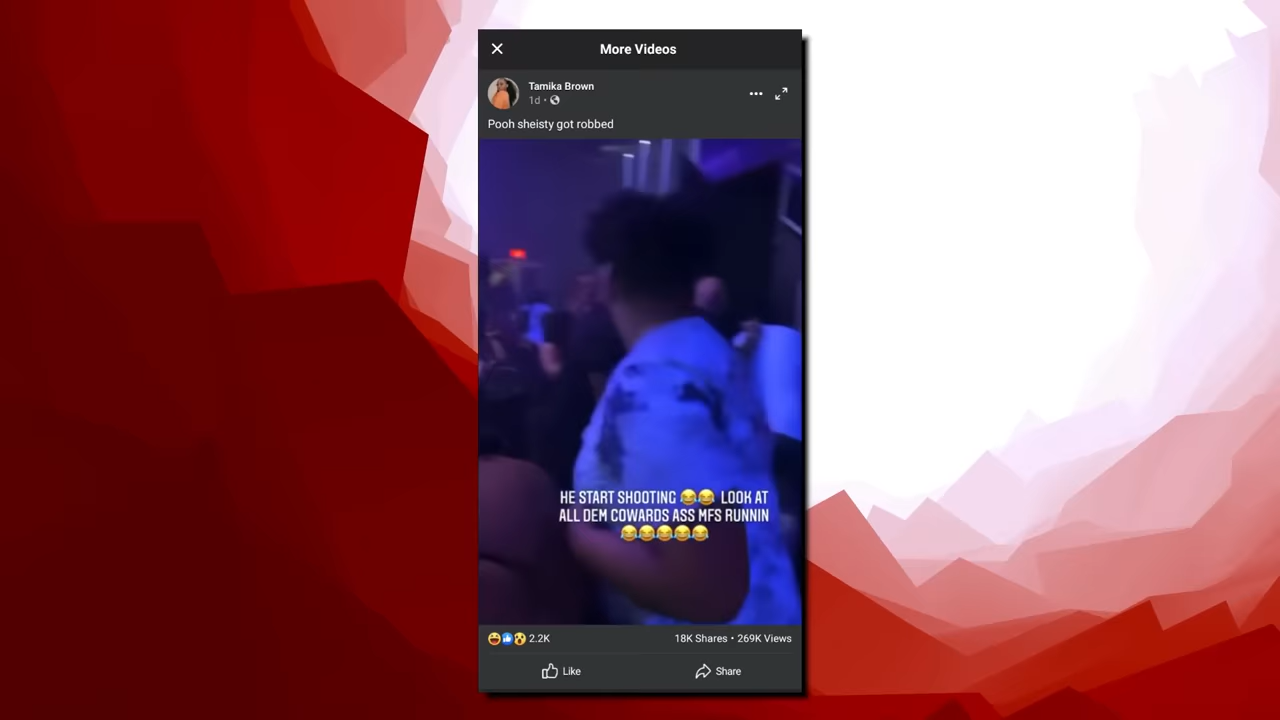 More Videos
Tamika Brown
1d
Pooh sheisty got robbed
HE START SHOOTING 😂😂 LOOK AT
ALL DEM COWARDS ASS MFS RUNNIN
😂😂😂😂😂
2.2K
18K Shares • 269K Views
Like
Share